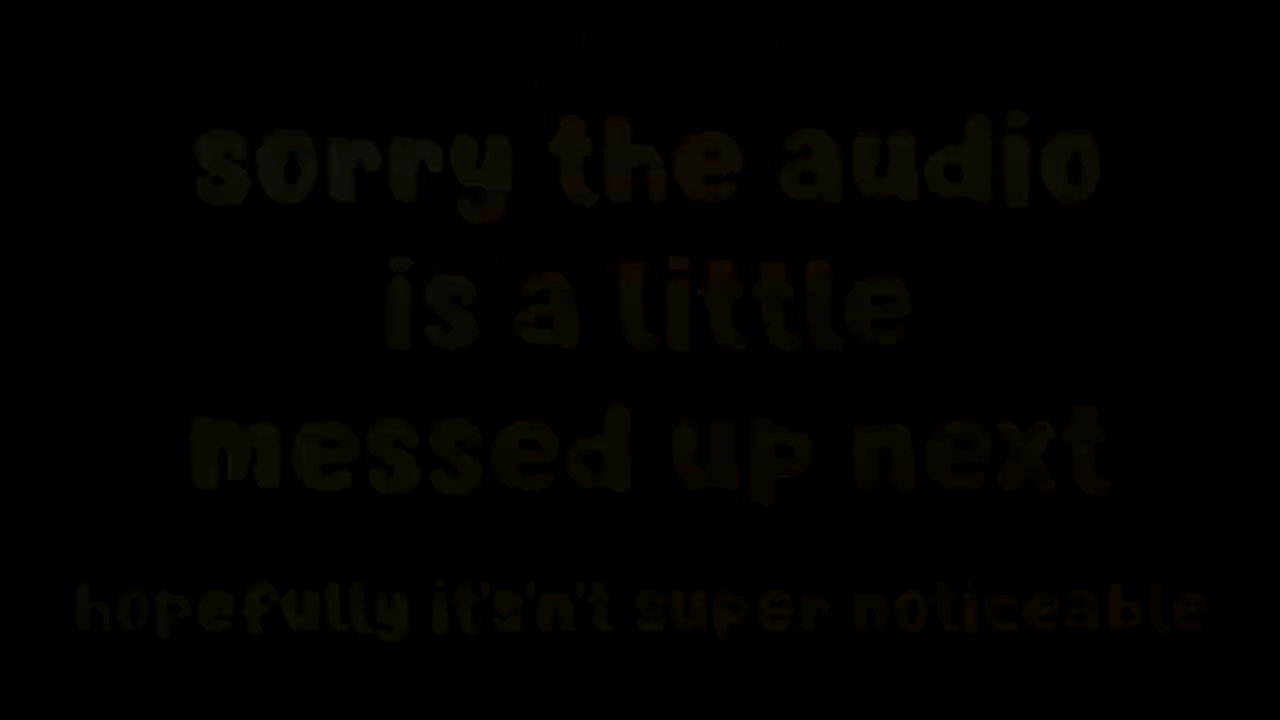 sorry the audio
is a little
messed up next
hopefully it's'n't super noticeable